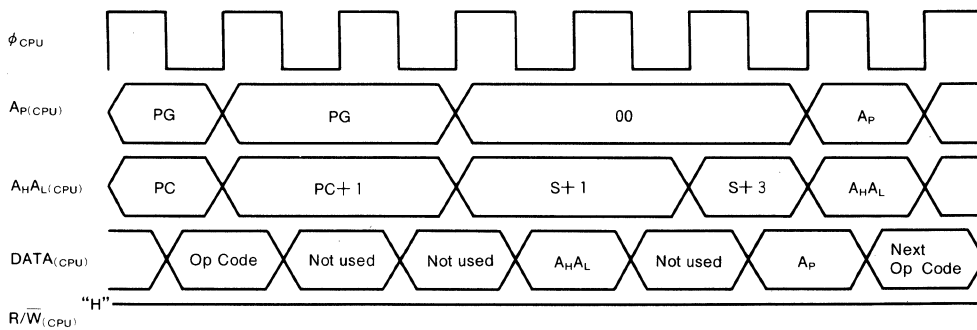 φCPU
AP(CPU) PG PG 00 AP
AHAL(CPU) PC PC+1 S+1 S+3 AHAL
DATA(CPU) Op Code Not used Not used AHAL Not used AP Next Op Code
"H"
R/W̅(CPU)